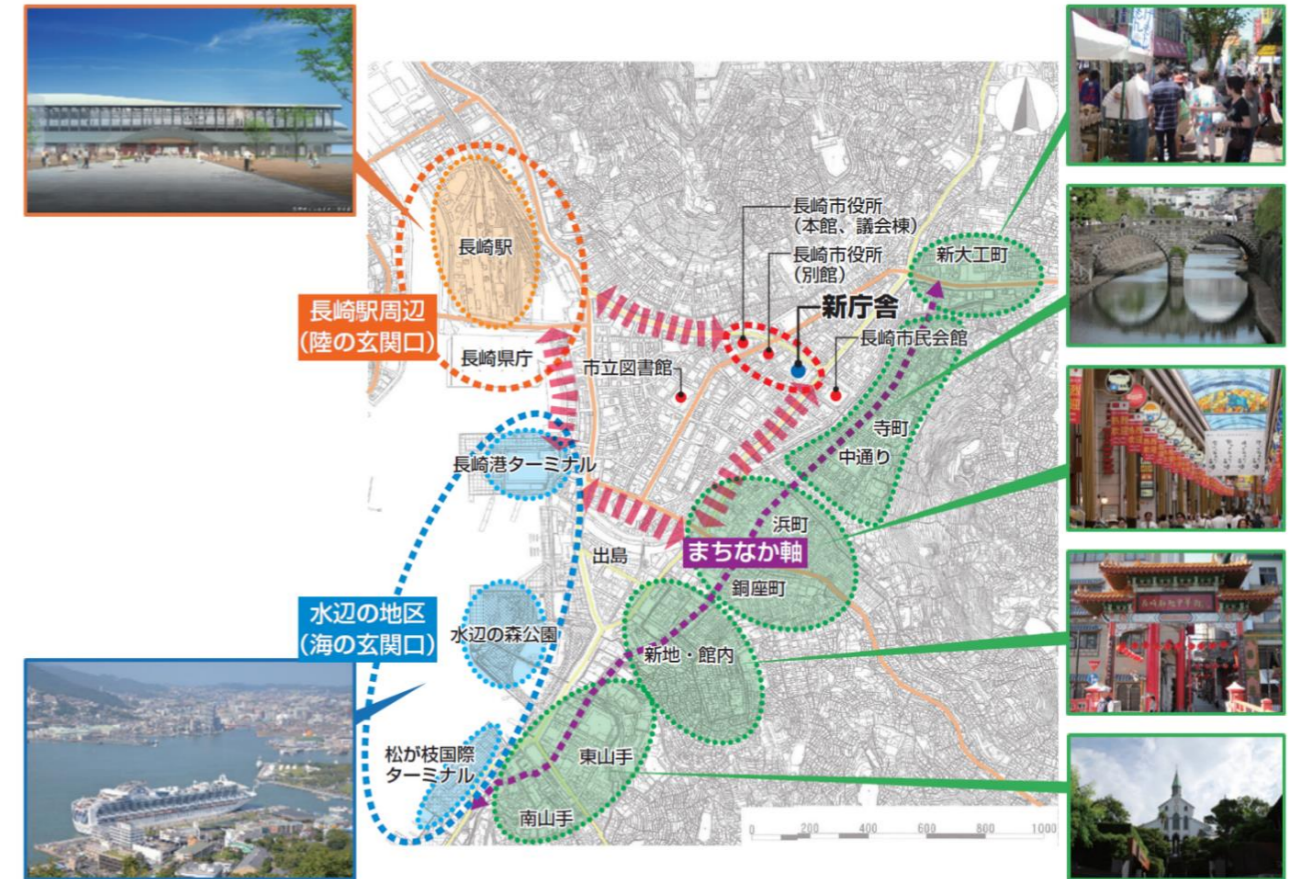 長崎駅
長崎市役所
(本館、議会棟)
長崎市役所
(別館)
新大工町
新庁舎
長崎駅周辺
(陸の玄関口)
長崎県庁
市立図書館
長崎市民会館
寺町
中通り
長崎港ターミナル
浜町
まちなか軸
出島
銅座町
水辺の地区
(海の玄関口)
水辺の森公園
新地・館内
松が枝国際
ターミナル
東山手
南山手
0 200 400 600 800 1000